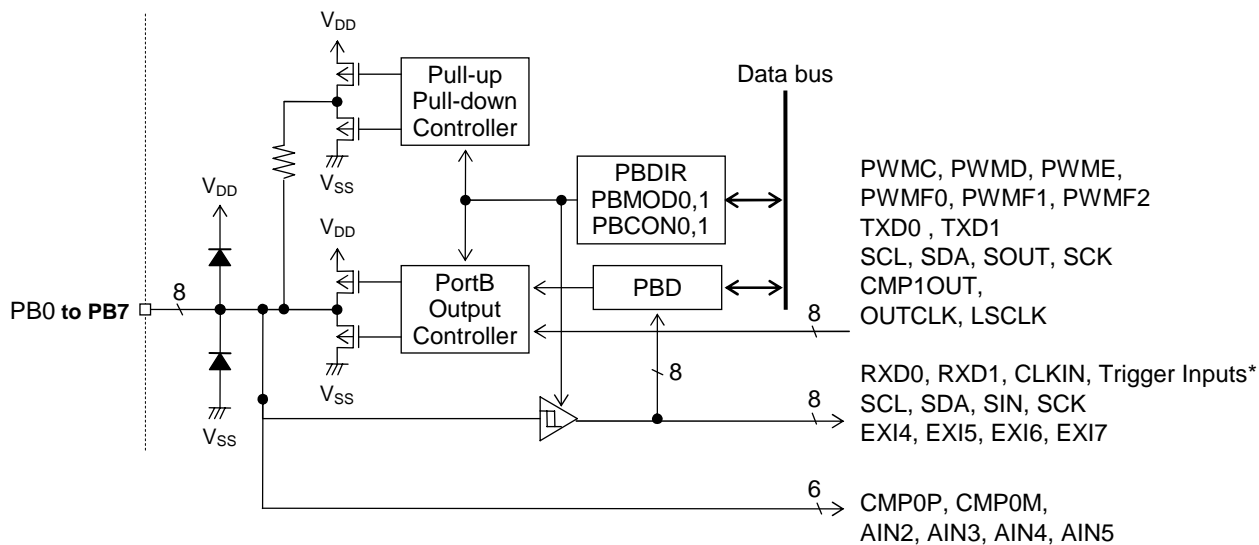 VDD
Pull-up
Pull-down
Controller
VSS
Data bus
PBDIR
PBMOD0,1
PBCON0,1
VDD
VDD
PortB
Output
Controller
PBD
PB0 to PB7
8
VSS
VSS
8
PWMC, PWMD, PWME,
PWMF0, PWMF1, PWMF2
TXD0 , TXD1
SCL, SDA, SOUT, SCK
CMP1OUT,
OUTCLK, LSCLK
8
RXD0, RXD1, CLKIN, Trigger Inputs*
SCL, SDA, SIN, SCK
EXI4, EXI5, EXI6, EXI7
8
6
CMP0P, CMP0M,
AIN2, AIN3, AIN4, AIN5